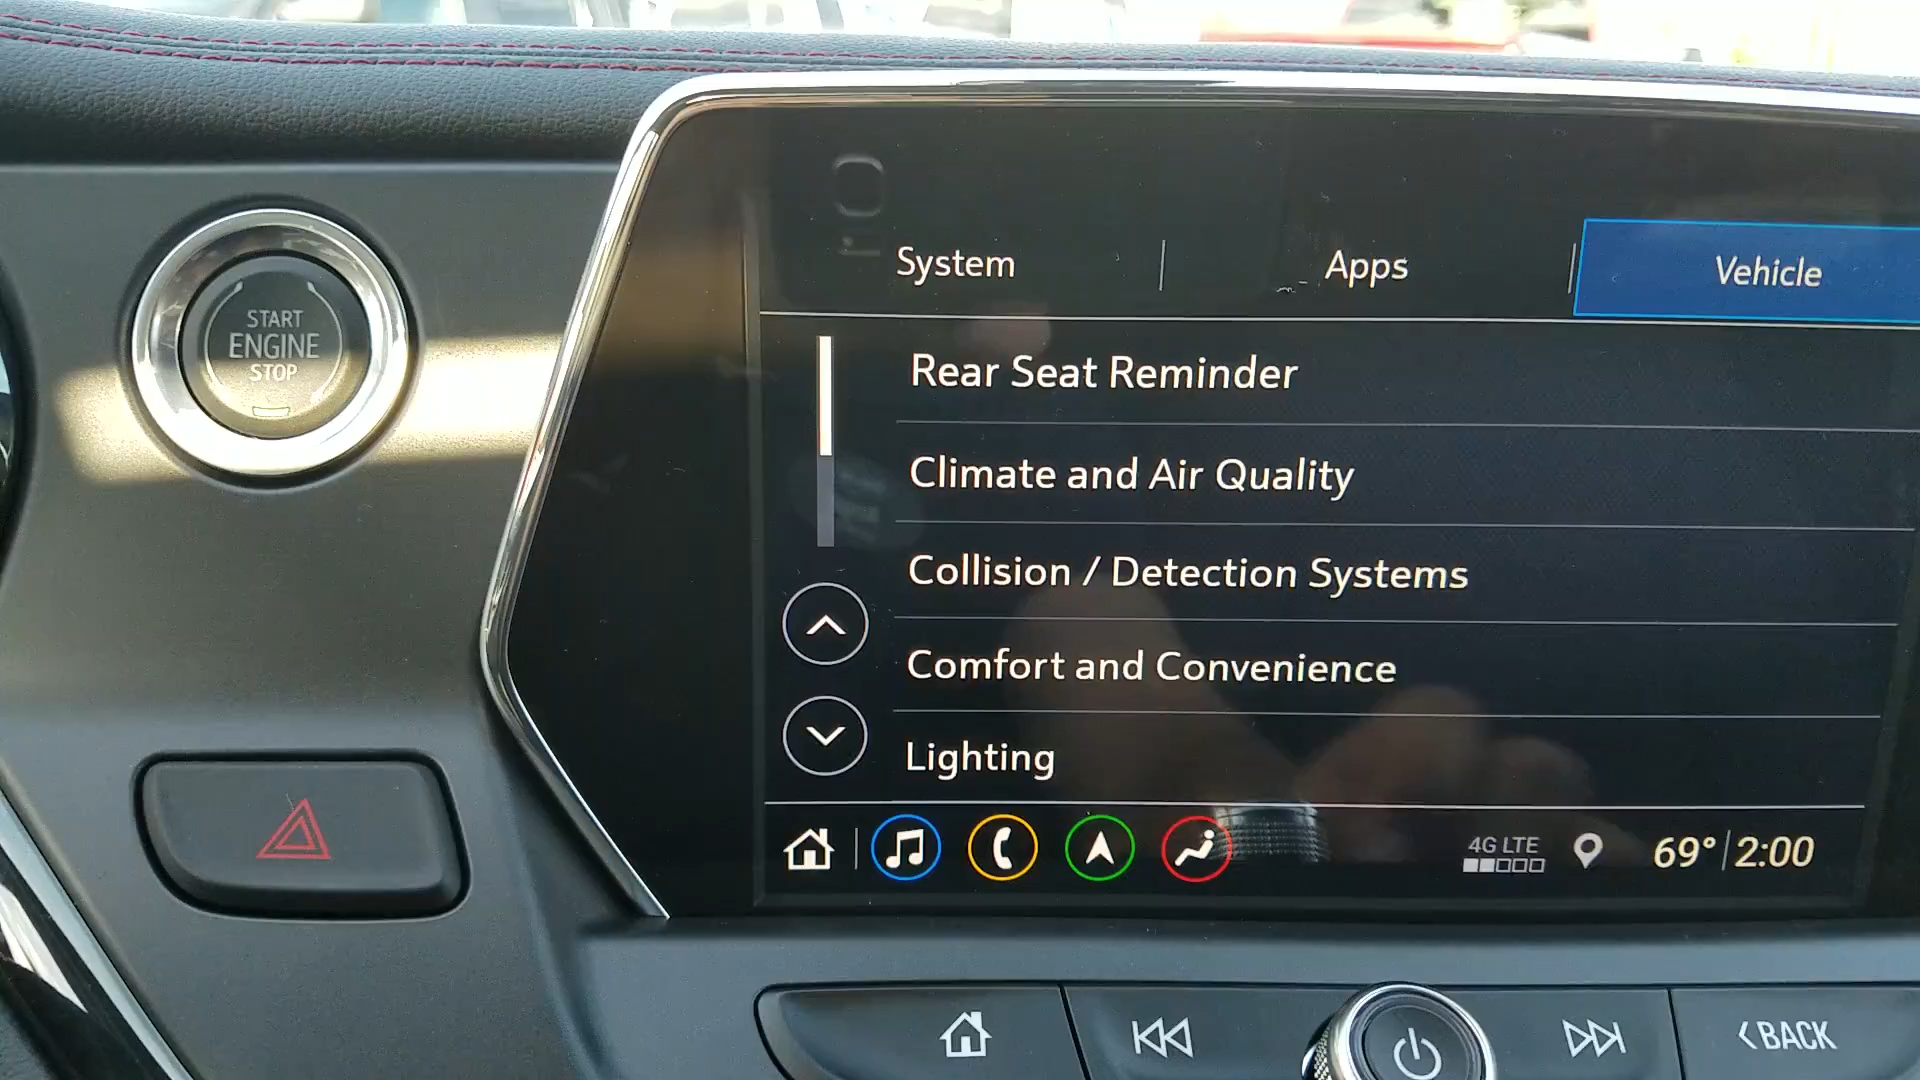 START
ENGINE
STOP
System
Apps
Vehicle
Rear Seat Reminder
Climate and Air Quality
Collision / Detection Systems
Comfort and Convenience
Lighting
4G LTE
69° 2:00
BACK